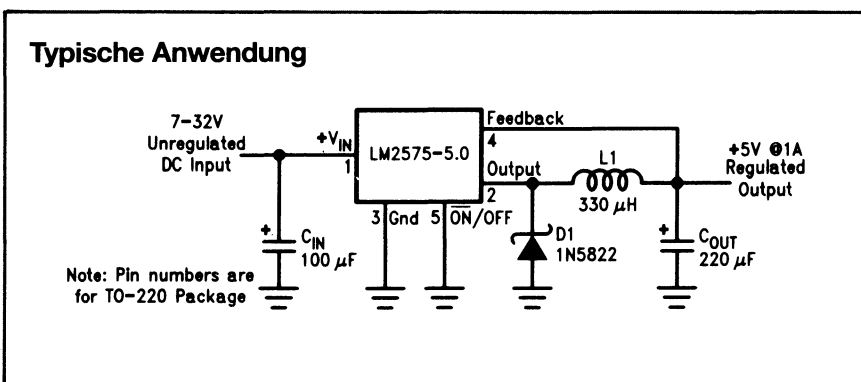 Typische Anwendung
7-32V
Unregulated
DC Input
+VIN
1
LM2575-5.0
Feedback
4
Output
2
L1
330 µH
+5V @1A
Regulated
Output
3 Gnd
5 O̅N̅/OFF
+
CIN
100 µF
D1
1N5822
+
COUT
220 µF
Note: Pin numbers are
for TO-220 Package